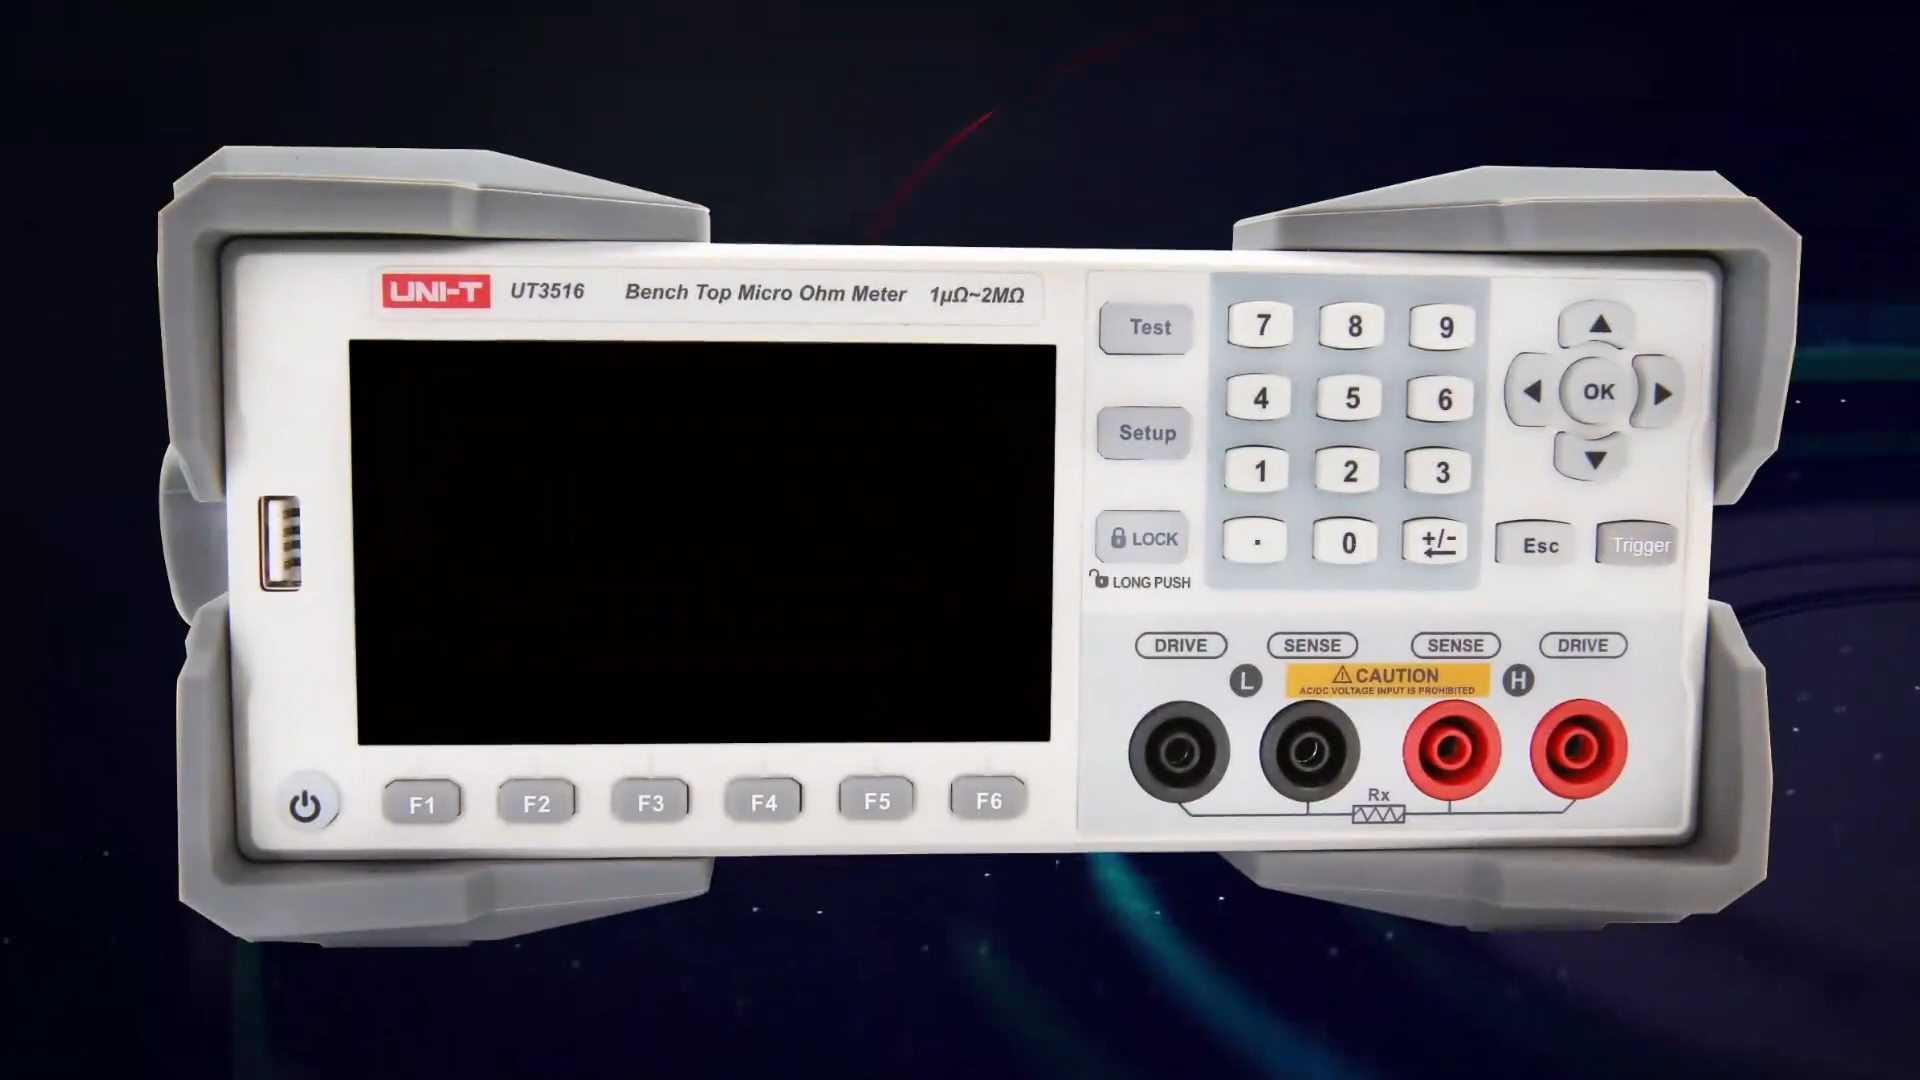 UNI-T UT3516 Bench Top Micro Ohm Meter 1μΩ~2MΩ
Test 7 8 9
OK
Setup 4 5 6
1 2 3
LOCK . 0 +/- Esc Trigger
LONG PUSH
DRIVE SENSE SENSE DRIVE
L CAUTION H
AC/DC VOLTAGE INPUT IS PROHIBITED
Rx
F1 F2 F3 F4 F5 F6